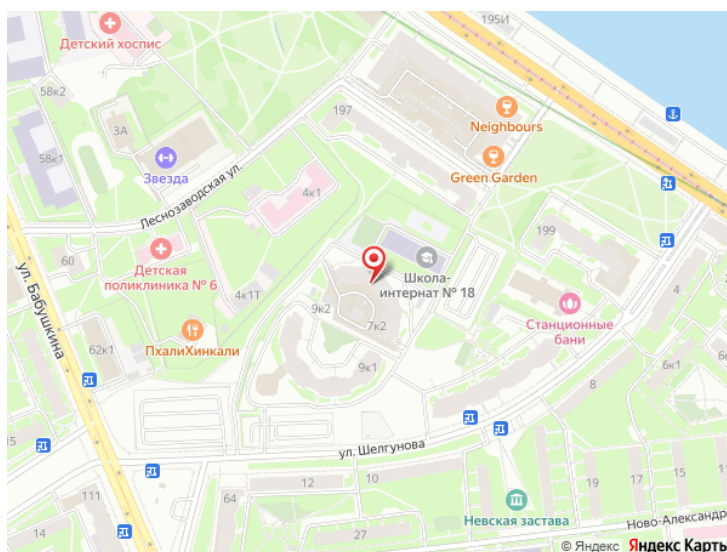 195И
Детский хоспис
58к2
197
Neighbours
3А
58к1
Звезда
Green Garden
Леснозаводская ул.
4к1
199
60
Детская
поликлиника № 6
Школа-
интернат № 18
4к1Т
4
9к2
Станционные
бани
ул. Бабушкина
7к2
ПхалиХинкали
62к1
9к1
6к1
8
15
ул. Шелгунова
10
12
17
19
64
111
Невская застава
Ново-Александр
14
27
© Яндекс Яндекс Карты